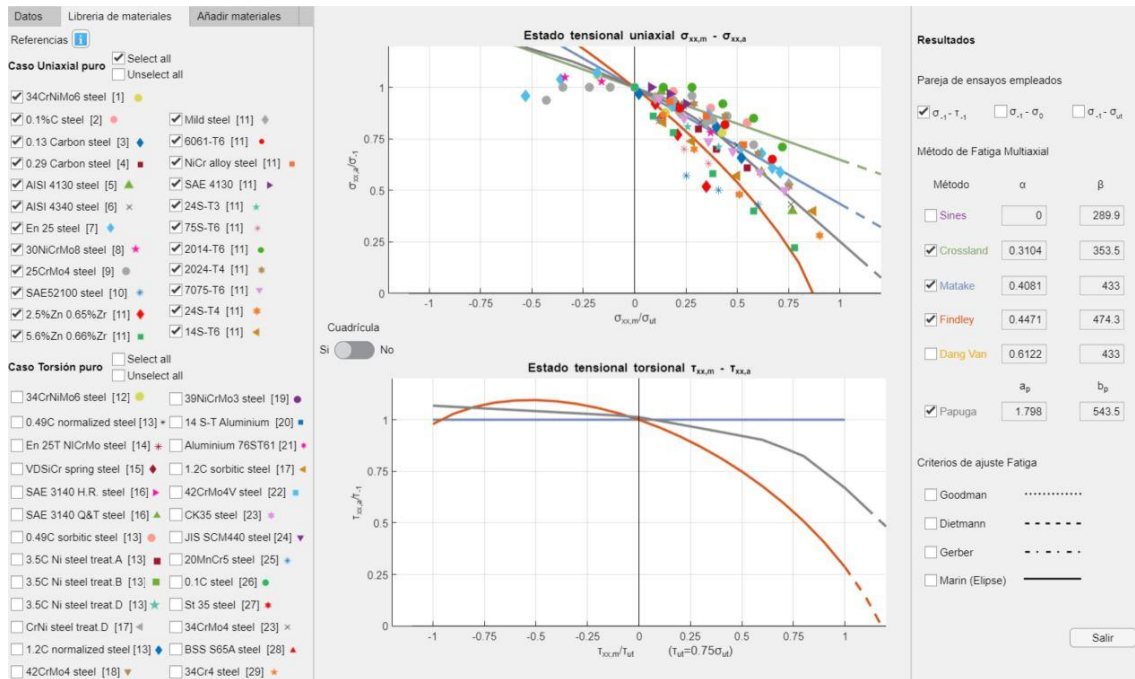 Datos Libreria de materiales Añadir materiales
Referencias i
Caso Uniaxial puro Select all
Unselect all
34CrNiMo6 steel [1]
0.1%C steel [2] Mild steel [11]
0.13 Carbon steel [3] 6061-T6 [11]
0.29 Carbon steel [4] NiCr alloy steel [11]
AISI 4130 steel [5] SAE 4130 [11]
AISI 4340 steel [6] 24S-T3 [11]
En 25 steel [7] 75S-T6 [11]
30NiCrMo8 steel [8] 2014-T6 [11]
25CrMo4 steel [9] 2024-T4 [11]
SAE52100 steel [10] 7075-T6 [11]
2.5%Zn 0.65%Zr [11] 24S-T4 [11]
5.6%Zn 0.66%Zr [11] 14S-T6 [11]
Caso Torsión puro Select all
Unselect all
34CrNiMo6 steel [12] 39NiCrMo3 steel [19]
0.49C normalized steel [13] 14 S-T Aluminium [20]
En 25T NiCrMo steel [14] Aluminium 76ST61 [21]
VDSiCr spring steel [15] 1.2C sorbitic steel [17]
SAE 3140 H.R. steel [16] 42CrMo4V steel [22]
SAE 3140 Q&T steel [16] CK35 steel [23]
0.49C sorbitic steel [13] JIS SCM440 steel [24]
3.5C Ni steel treat.A [13] 20MnCr5 steel [25]
3.5C Ni steel treat.B [13] 0.1C steel [26]
3.5C Ni steel treat.D [13] St 35 steel [27]
CrNi steel treat.D [17] 34CrMo4 steel [23]
1.2C normalized steel [13] BSS S65A steel [28]
42CrMo4 steel [18] 34Cr4 steel [29]
Estado tensional uniaxial σxx,m - σxx,a
σxx,a/σ-1
1
0.75
0.5
0.25
0
-1 -0.75 -0.5 -0.25 0 0.25 0.5 0.75 1
σxx,m/σut
Cuadrícula
Si No
Estado tensional torsional τxx,m - τxx,a
τxx,a/τ-1
1
0.75
0.5
0.25
0
-1 -0.75 -0.5 -0.25 0 0.25 0.5 0.75 1
τxx,m/τut (τut=0.75σut)
Resultados
Pareja de ensayos empleados
σ-1 - τ-1 σ-1 - σ0 σ-1 - σut
Método de Fatiga Multiaxial
Método α β
Sines 0 289.9
Crossland 0.3104 353.5
Matake 0.4081 433
Findley 0.4471 474.3
Dang Van 0.6122 433
ap bp
Papuga 1.798 543.5
Criterios de ajuste Fatiga
Goodman
Dietmann
Gerber
Marin (Elipse)
Salir